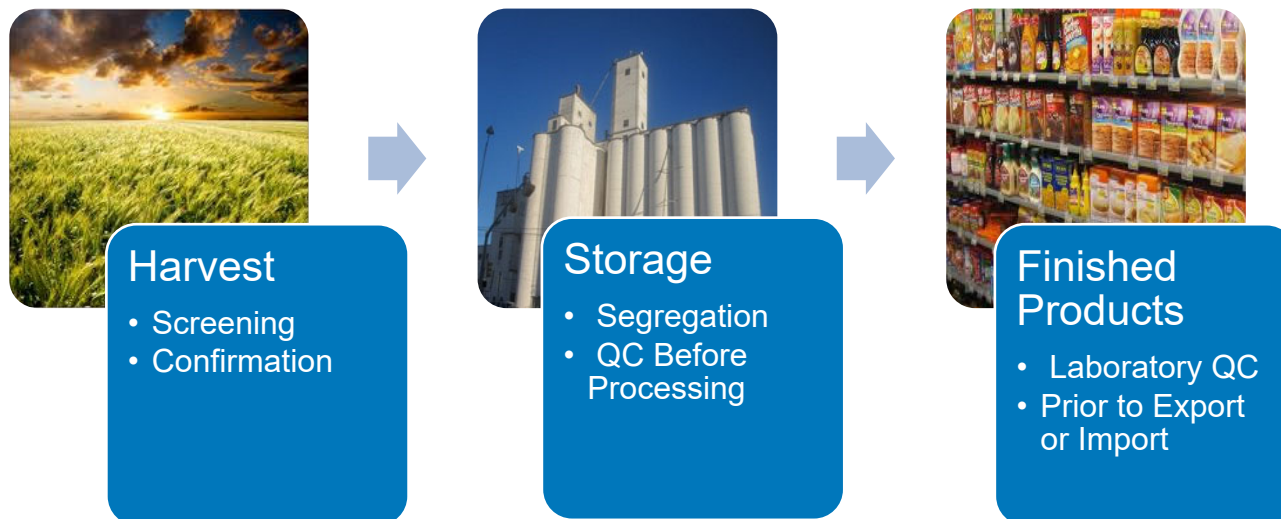 Harvest
• Screening
• Confirmation
Storage
• Segregation
• QC Before
Processing
Finished
Products
• Laboratory QC
• Prior to Export
or Import